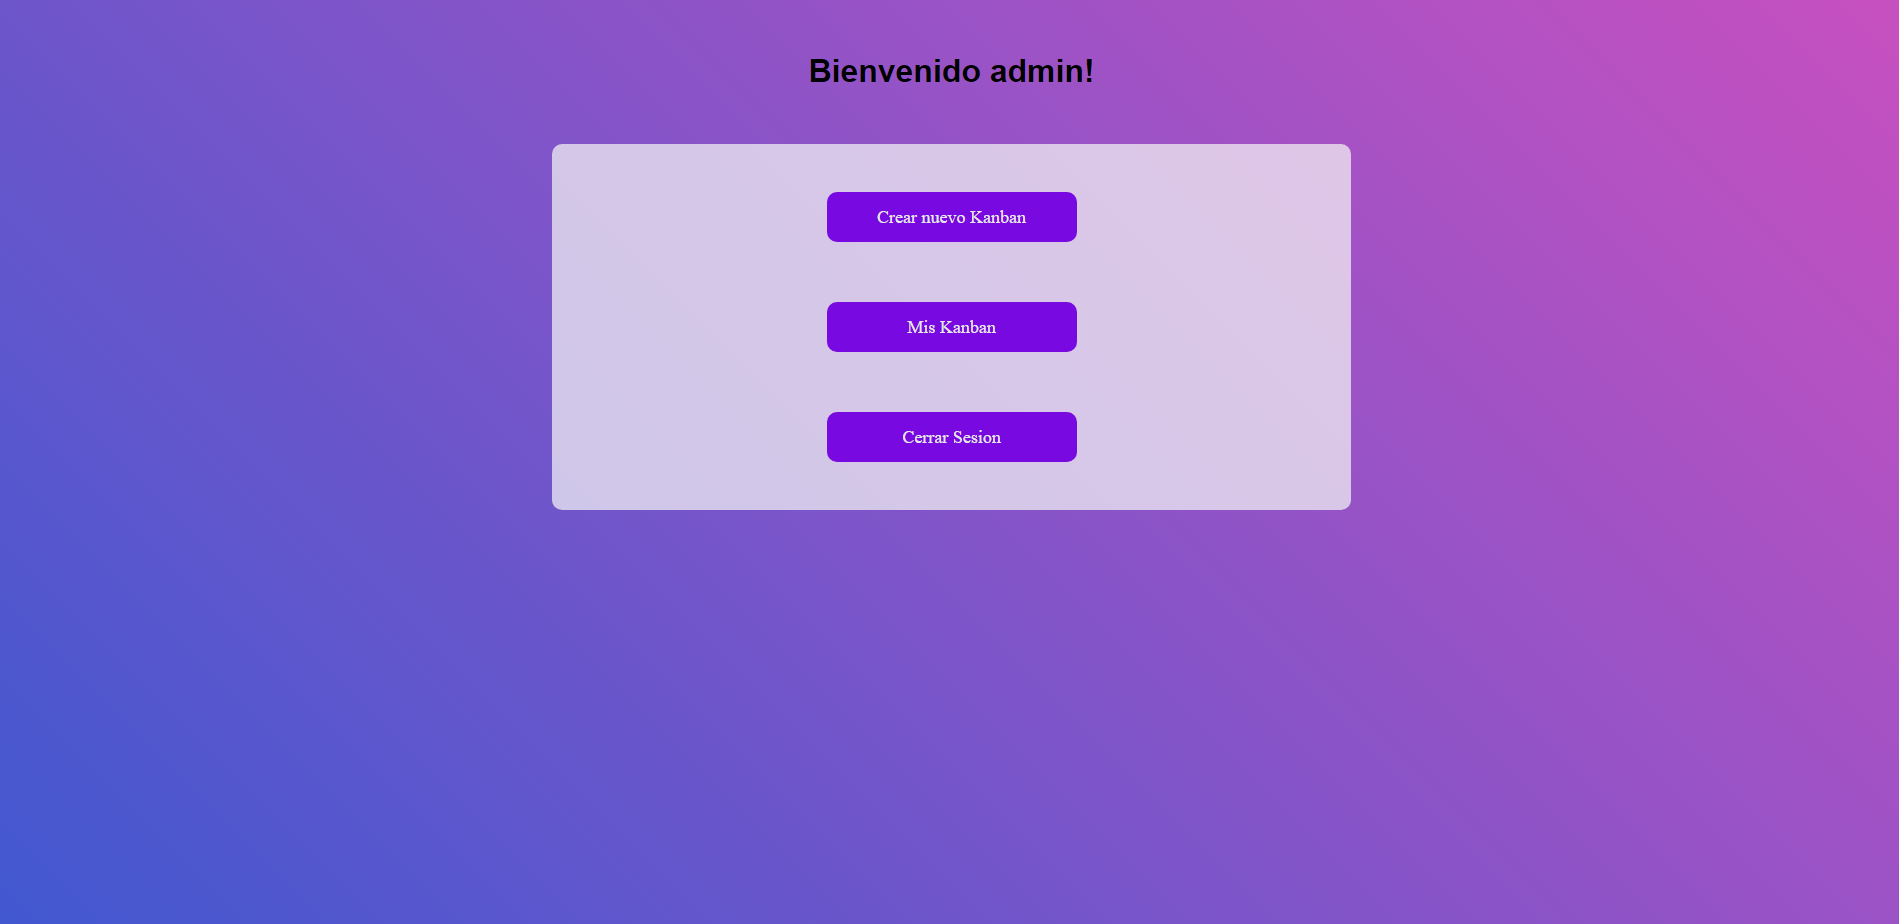 Bienvenido admin!
Crear nuevo Kanban
Mis Kanban
Cerrar Sesion